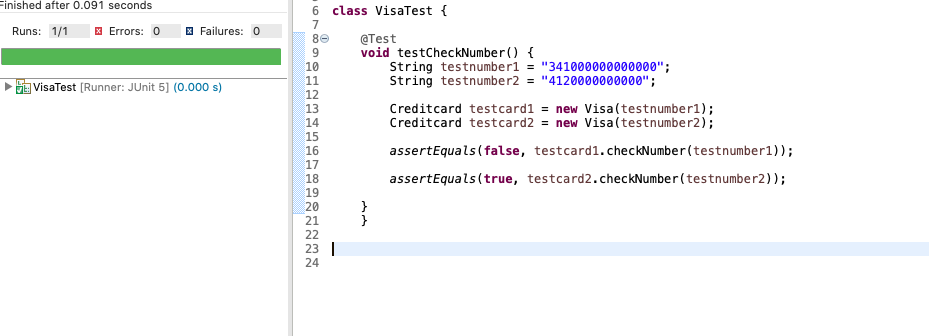 Finished after 0.091 seconds
Runs: 1/1 Errors: 0 Failures: 0
VisaTest [Runner: JUnit 5] (0.000 s)
6 class VisaTest {
7
8 @Test
9 void testCheckNumber() {
10 String testnumber1 = "341000000000000";
11 String testnumber2 = "4120000000000";
12
13 Creditcard testcard1 = new Visa(testnumber1);
14 Creditcard testcard2 = new Visa(testnumber2);
15
16 assertEquals(false, testcard1.checkNumber(testnumber1));
17
18 assertEquals(true, testcard2.checkNumber(testnumber2));
19
20 }
21 }
22
23
24